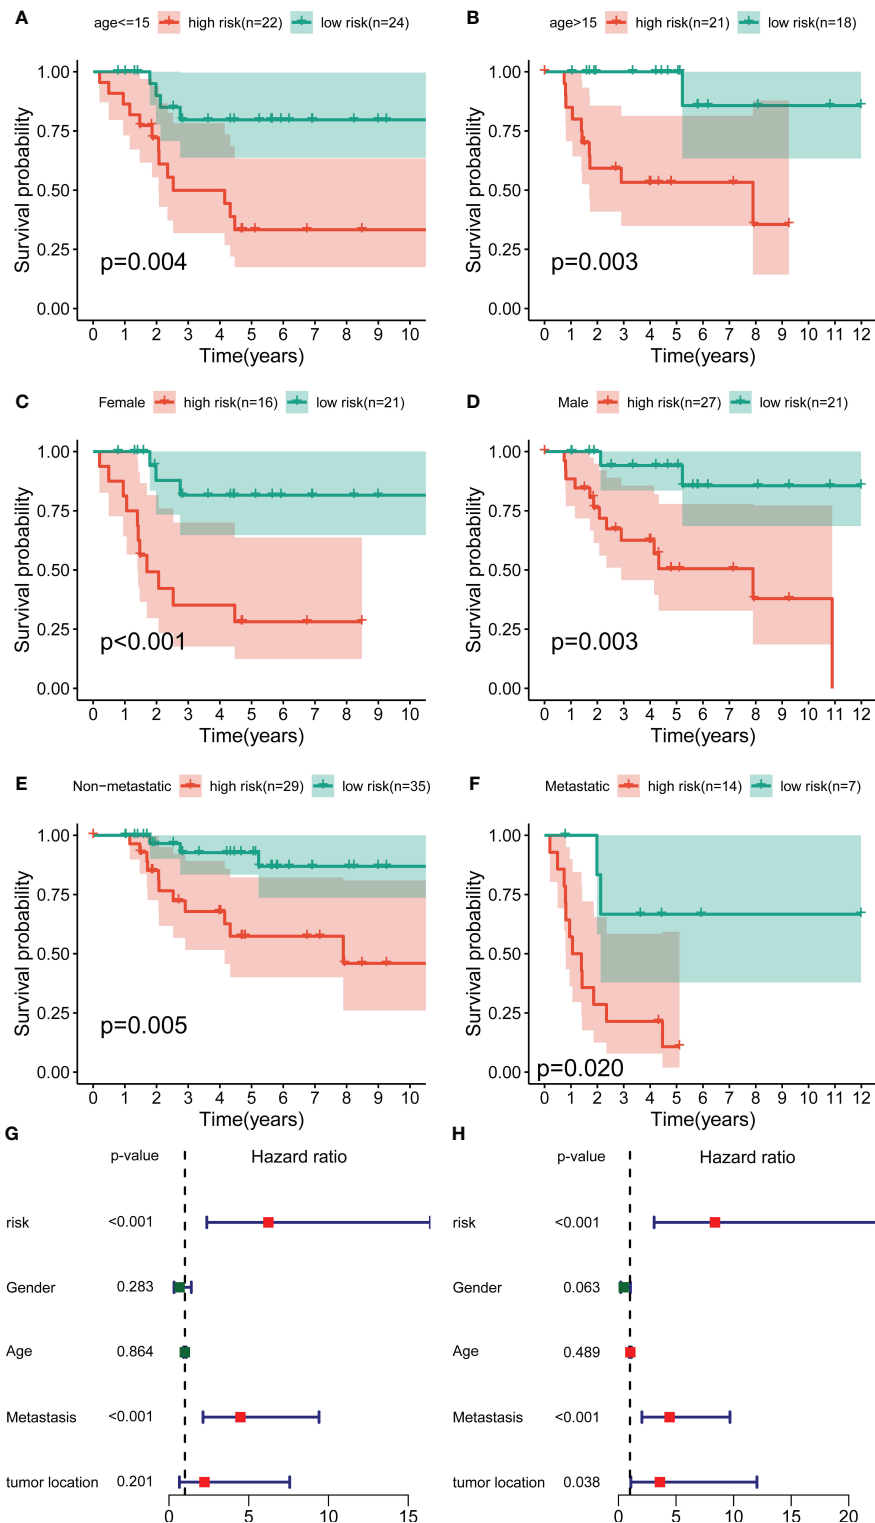 A age<=15 high risk(n=22) low risk(n=24)
Survival probability
1.00
0.75
0.50
0.25
0.00
p=0.004
0 1 2 3 4 5 6 7 8 9 10
Time(years)
B age>15 high risk(n=21) low risk(n=18)
Survival probability
1.00
0.75
0.50
0.25
0.00
p=0.003
0 1 2 3 4 5 6 7 8 9 10 11 12
Time(years)
C Female high risk(n=16) low risk(n=21)
Survival probability
1.00
0.75
0.50
0.25
0.00
p<0.001
0 1 2 3 4 5 6 7 8 9 10
Time(years)
D Male high risk(n=27) low risk(n=21)
Survival probability
1.00
0.75
0.50
0.25
0.00
p=0.003
0 1 2 3 4 5 6 7 8 9 10 11 12
Time(years)
E Non−metastatic high risk(n=29) low risk(n=35)
Survival probability
1.00
0.75
0.50
0.25
0.00
p=0.005
0 1 2 3 4 5 6 7 8 9 10
Time(years)
F Metastatic high risk(n=14) low risk(n=7)
Survival probability
1.00
0.75
0.50
0.25
0.00
p=0.020
0 1 2 3 4 5 6 7 8 9 10 11 12
Time(years)
G
p-value Hazard ratio
risk <0.001
Gender 0.283
Age 0.864
Metastasis <0.001
tumor location 0.201
0 5 10 15
H
p-value Hazard ratio
risk <0.001
Gender 0.063
Age 0.489
Metastasis <0.001
tumor location 0.038
0 5 10 15 20